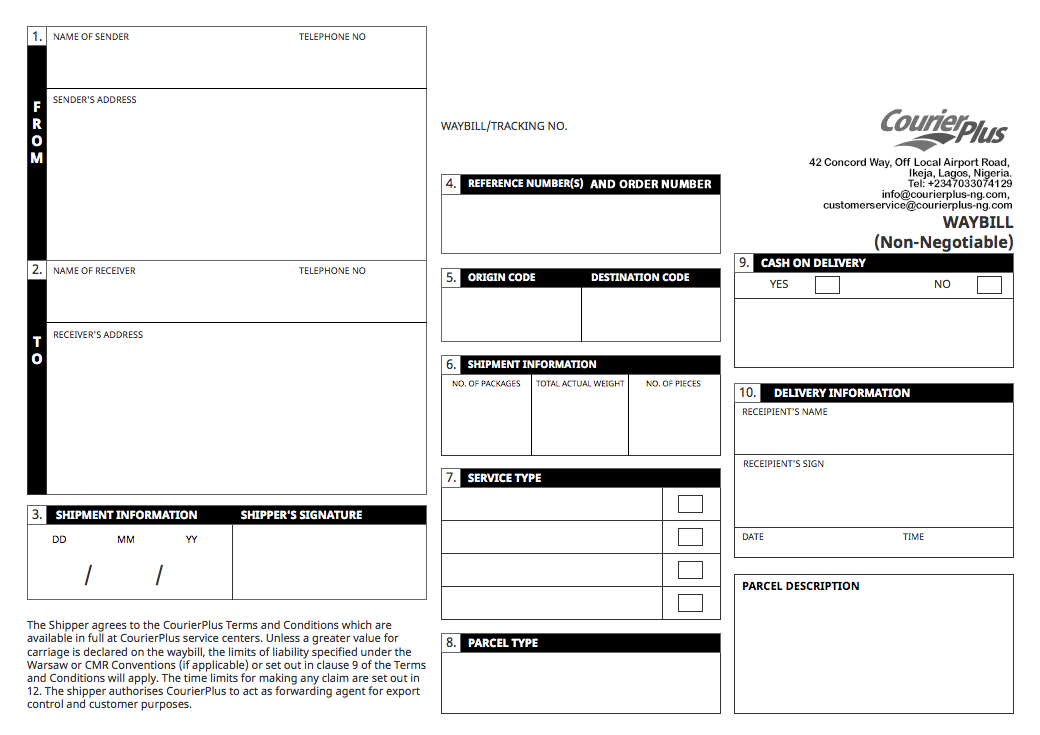 1. NAME OF SENDER TELEPHONE NO
FROM
SENDER'S ADDRESS
2. NAME OF RECEIVER TELEPHONE NO
TO
RECEIVER'S ADDRESS
3. SHIPMENT INFORMATION SHIPPER'S SIGNATURE
DD MM YY
/ /
The Shipper agrees to the CourierPlus Terms and Conditions which are
available in full at CourierPlus service centers. Unless a greater value for
carriage is declared on the waybill, the limits of liability specified under the
Warsaw or CMR Conventions (if applicable) or set out in clause 9 of the Terms
and Conditions will apply. The time limits for making any claim are set out in
12. The shipper authorises CourierPlus to act as forwarding agent for export
control and customer purposes.
WAYBILL/TRACKING NO.
4. REFERENCE NUMBER(S) AND ORDER NUMBER
5. ORIGIN CODE DESTINATION CODE
6. SHIPMENT INFORMATION
NO. OF PACKAGES TOTAL ACTUAL WEIGHT NO. OF PIECES
7. SERVICE TYPE
8. PARCEL TYPE
CourierPlus
42 Concord Way, Off Local Airport Road,
Ikeja, Lagos, Nigeria.
Tel: +2347033074129
info@courierplus-ng.com,
customerservice@courierplus-ng.com
WAYBILL
(Non-Negotiable)
9. CASH ON DELIVERY
YES NO
10. DELIVERY INFORMATION
RECEIPIENT'S NAME
RECEIPIENT'S SIGN
DATE TIME
PARCEL DESCRIPTION